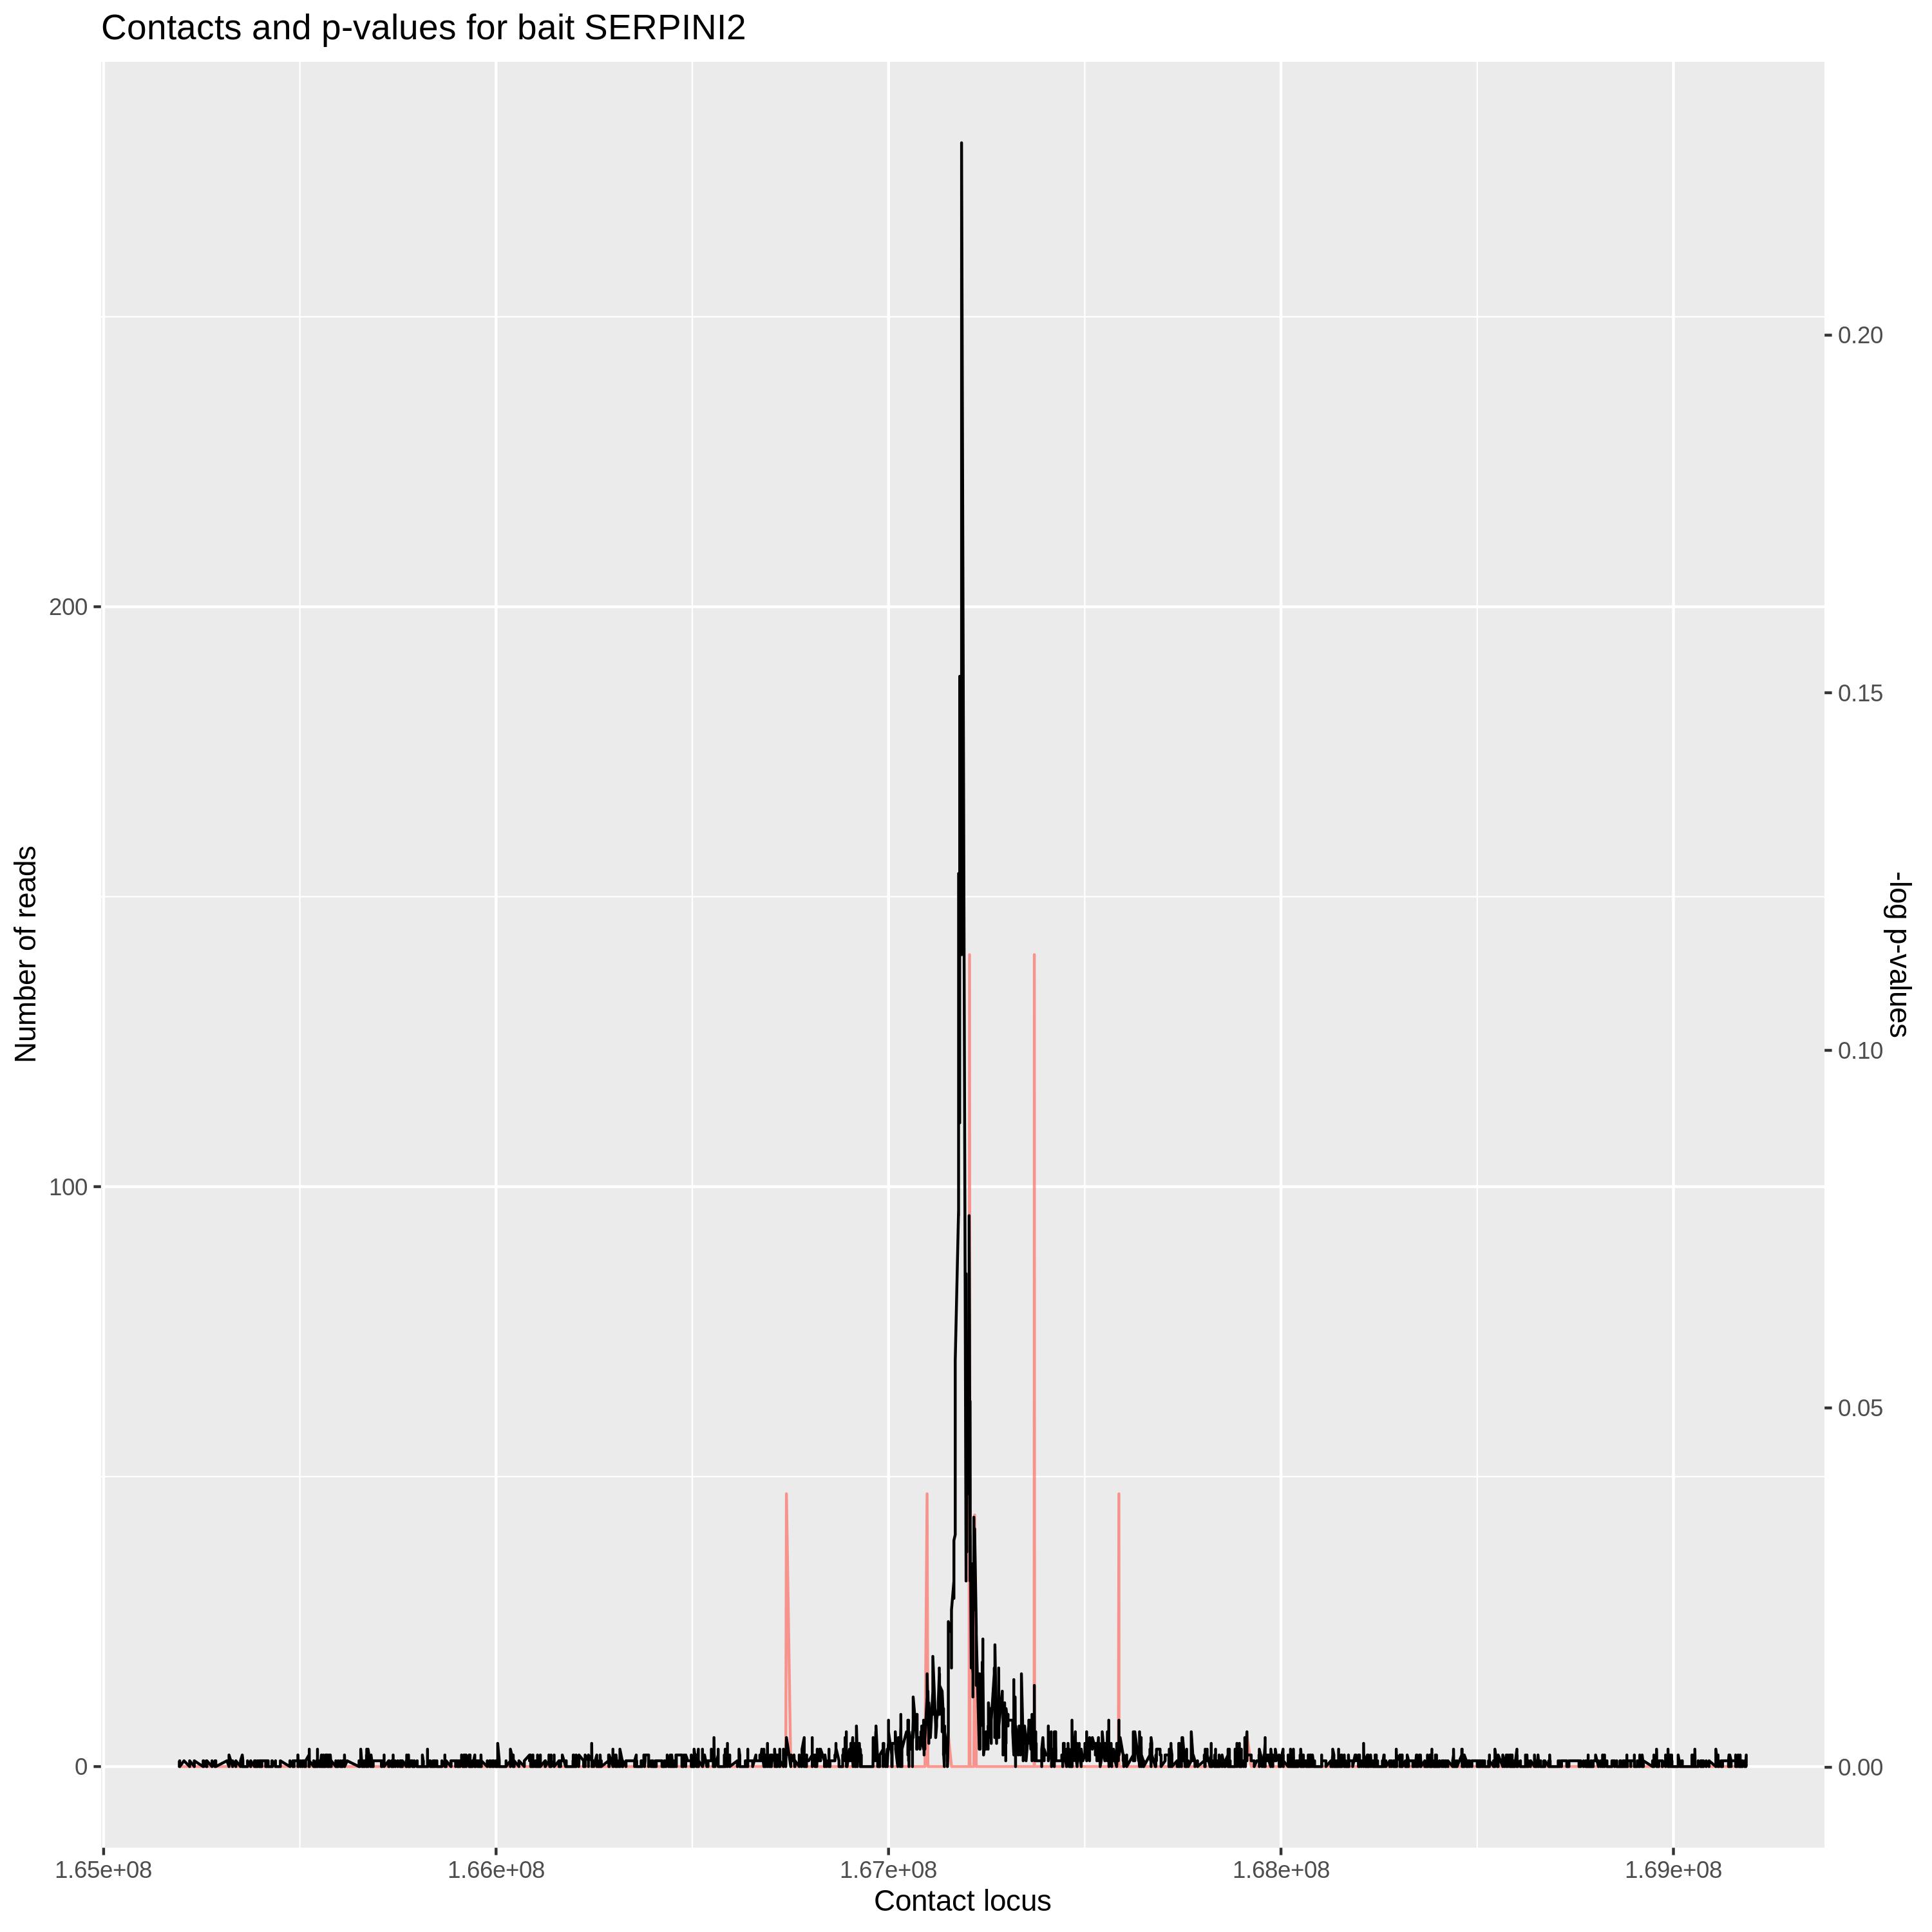 Contacts and p-values for bait SERPINI2
Number of reads
200
100
0
0.20
0.15
0.10
0.05
0.00
-log p-values
1.65e+08
1.66e+08
1.67e+08
1.68e+08
1.69e+08
Contact locus